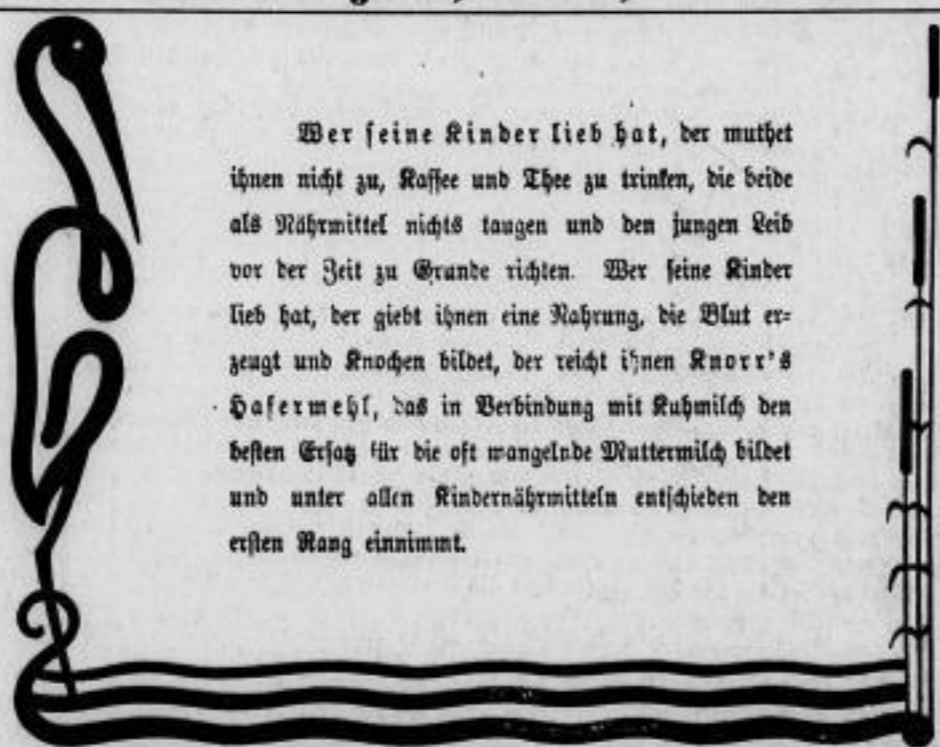 Wer seine Kinder lieb hat, der muthet
ihnen nicht zu, Kaffee und Thee zu trinken, die beide
als Nährmittel nichts taugen und den jungen Leib
vor der Zeit zu Grunde richten. Wer seine Kinder
lieb hat, der giebt ihnen eine Nahrung, die Blut er-
zeugt und Knochen bildet, der reicht ihnen Knorr's
Hafermehl, das in Verbindung mit Kuhmilch den
besten Ersatz für die oft mangelnde Muttermilch bildet
und unter allen Kindernährmitteln entschieden den
ersten Rang einnimmt.